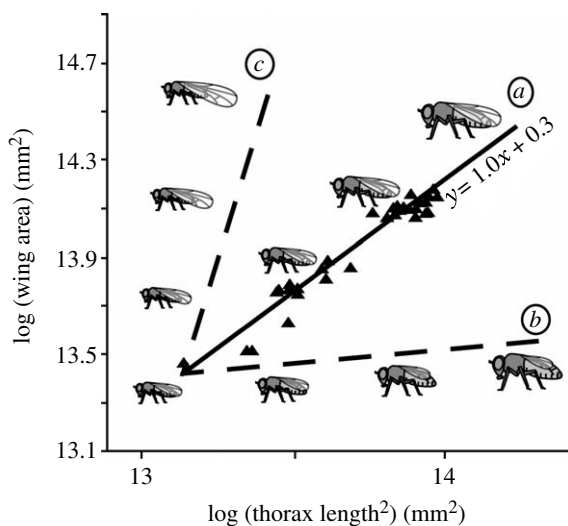 14.7
14.3
13.9
13.5
13.1
log (wing area) (mm²)
c
a
y = 1.0x + 0.3
b
13
14
log (thorax length²) (mm²)